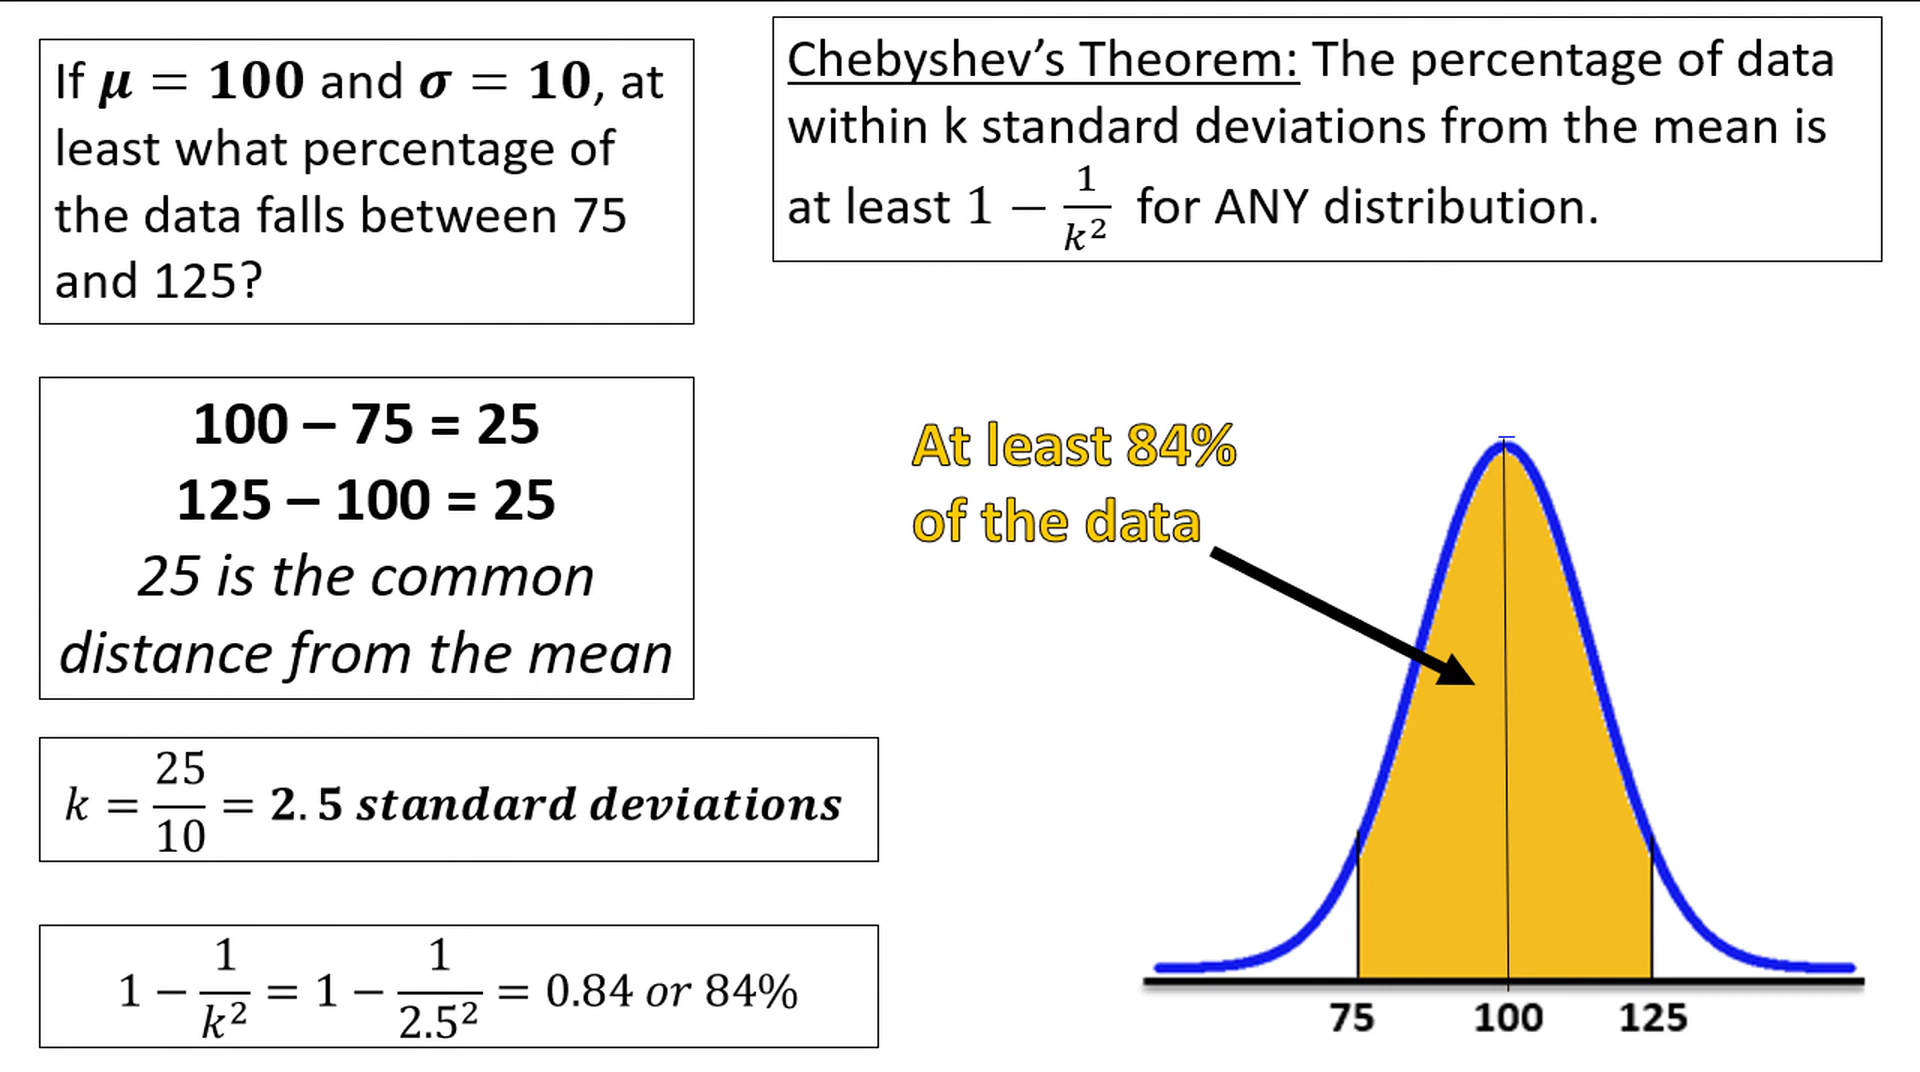 If μ = 100 and σ = 10, at
least what percentage of
the data falls between 75
and 125?
Chebyshev’s Theorem: The percentage of data
within k standard deviations from the mean is
at least 1 − 1/k² for ANY distribution.
100 – 75 = 25
125 – 100 = 25
25 is the common
distance from the mean
k = 25/10 = 2.5 standard deviations
1 − 1/k² = 1 − 1/2.5² = 0.84 or 84%
At least 84%
of the data
75 100 125